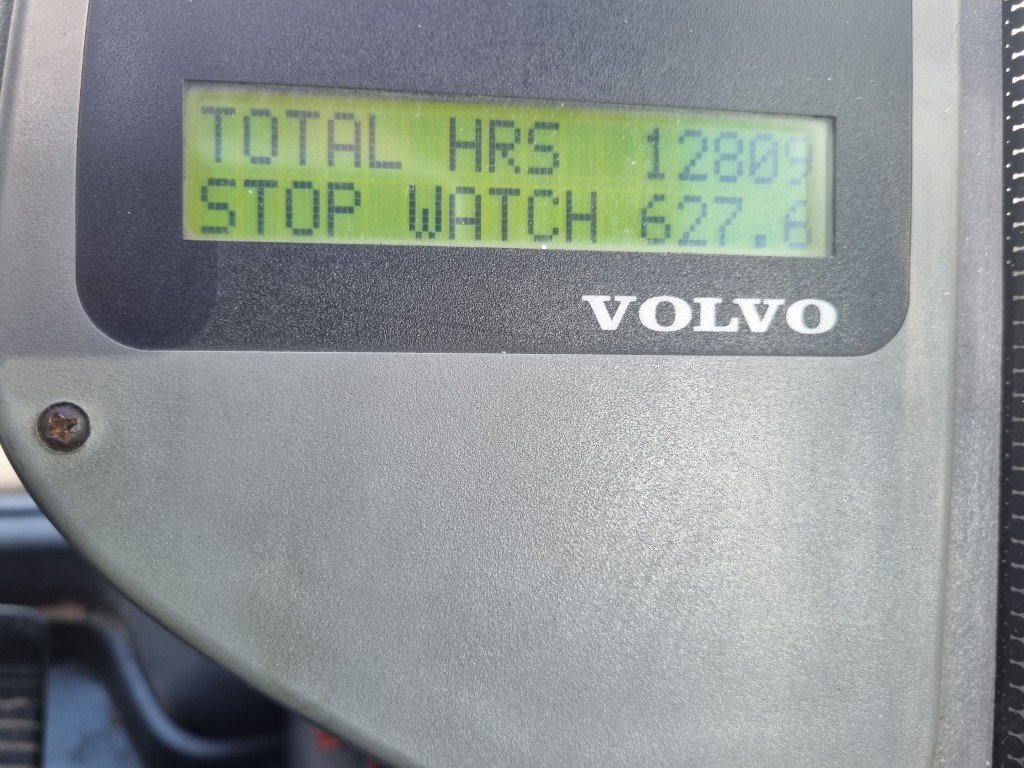 TOTAL HRS 12809
STOP WATCH 627.6
VOLVO